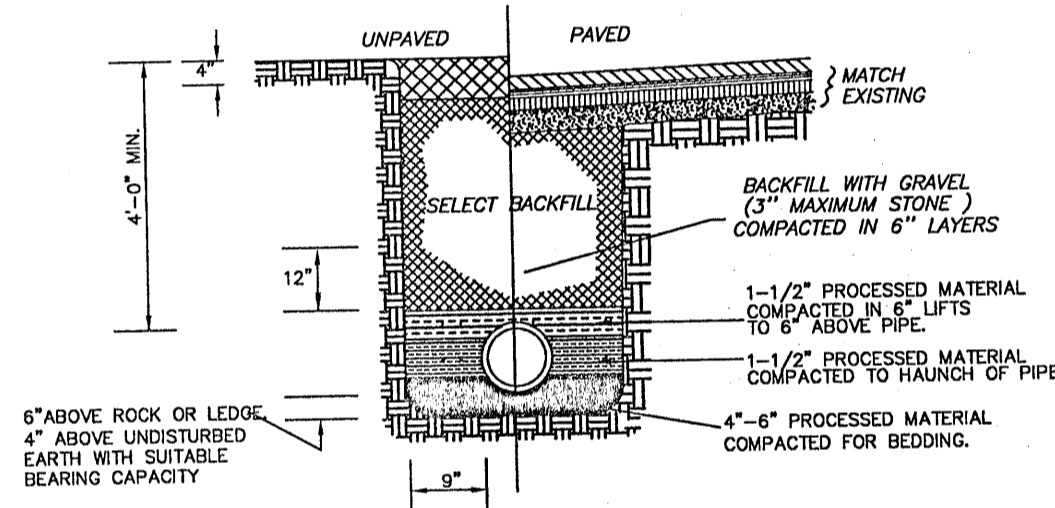 UNPAVED
PAVED
4"
MATCH
EXISTING
4'-0" MIN.
SELECT BACKFILL
BACKFILL WITH GRAVEL
(3" MAXIMUM STONE )
COMPACTED IN 6" LAYERS
12"
1-1/2" PROCESSED MATERIAL
COMPACTED IN 6" LIFTS
TO 6" ABOVE PIPE.
1-1/2" PROCESSED MATERIAL
COMPACTED TO HAUNCH OF PIPE
6"ABOVE ROCK OR LEDGE,
4" ABOVE UNDISTURBED
EARTH WITH SUITABLE
BEARING CAPACITY
4"-6" PROCESSED MATERIAL
COMPACTED FOR BEDDING.
9"